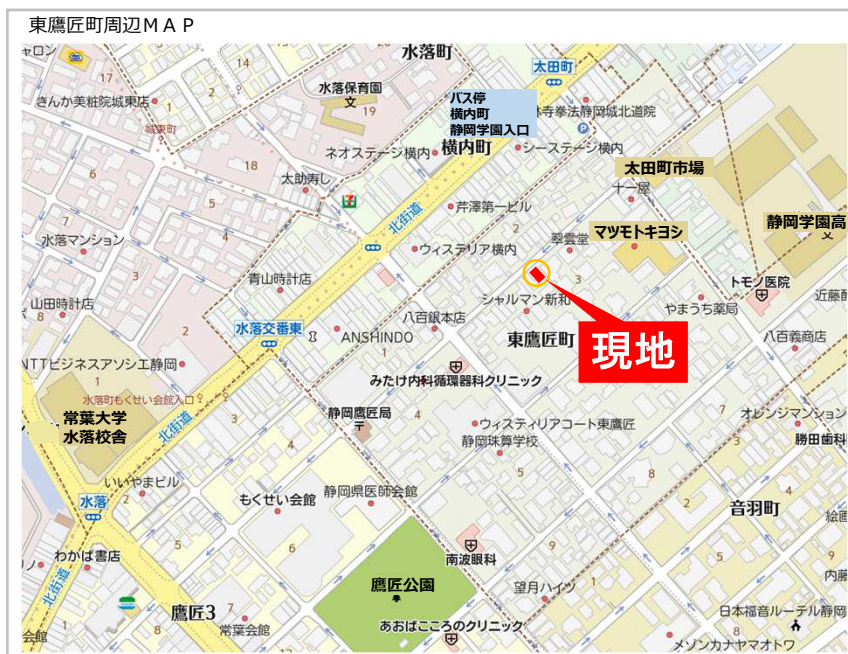 東鷹匠町周辺MAP
水落町
太田町
シャロン
17
16
14
15
水落保育園
文
19
きんか美粧院城東店
城東町
18
バス停
横内町
静岡学園入口
横内町
林寺拳法静岡城北道院
シーステージ横内
ネオステージ横内
太田町市場
十一屋
太助寿し
北街道
芹澤第一ビル
翠雲堂
マツモトキヨシ
静岡学園高
文
水落マンション
ウィステリア横内
青山時計店
トモノ医院
近藤
山田時計店
シャルマン新和
やまうち薬局
八百銀本店
水落交番東
ANSHINDO
東鷹匠町
現地
八百義商店
NTTビジネスアソシエ静岡
みたけ内科循環器科クリニック
水落町もくせい会館入口
常葉大学
水落校舎
北街道
静岡鷹匠局
ウィスティリアコート東鷹匠
オレンジマンション
静岡珠算学校
勝田歯科
いいやまビル
水落
もくせい会館
静岡県医師会館
音羽町
絵画
北街道
わかば書店
南波眼科
鷹匠公園
望月ハイツ
内藤
鷹匠3
常葉会館
あおばこころのクリニック
日本福音ルーテル静岡
会館
メゾンカナヤマオトワ